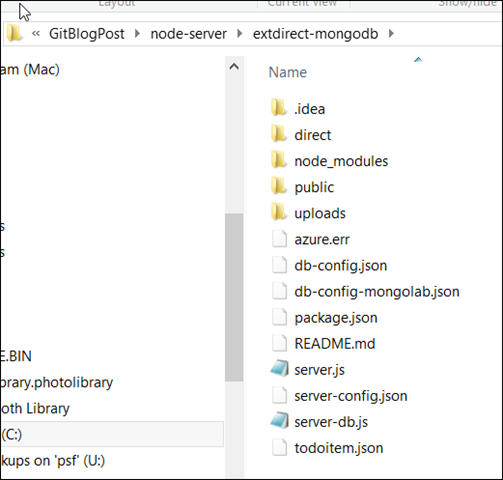 Layout
Current view
Show/hide
« GitBlogPost node-server extdirect-mongodb
am (Mac)
s
s
E.BIN
brary.photolibrary
oth Library
(C:)
kups on 'psf' (U:)
Name
.idea
direct
node_modules
public
uploads
azure.err
db-config.json
db-config-mongolab.json
package.json
README.md
server.js
server-config.json
server-db.js
todoitem.json